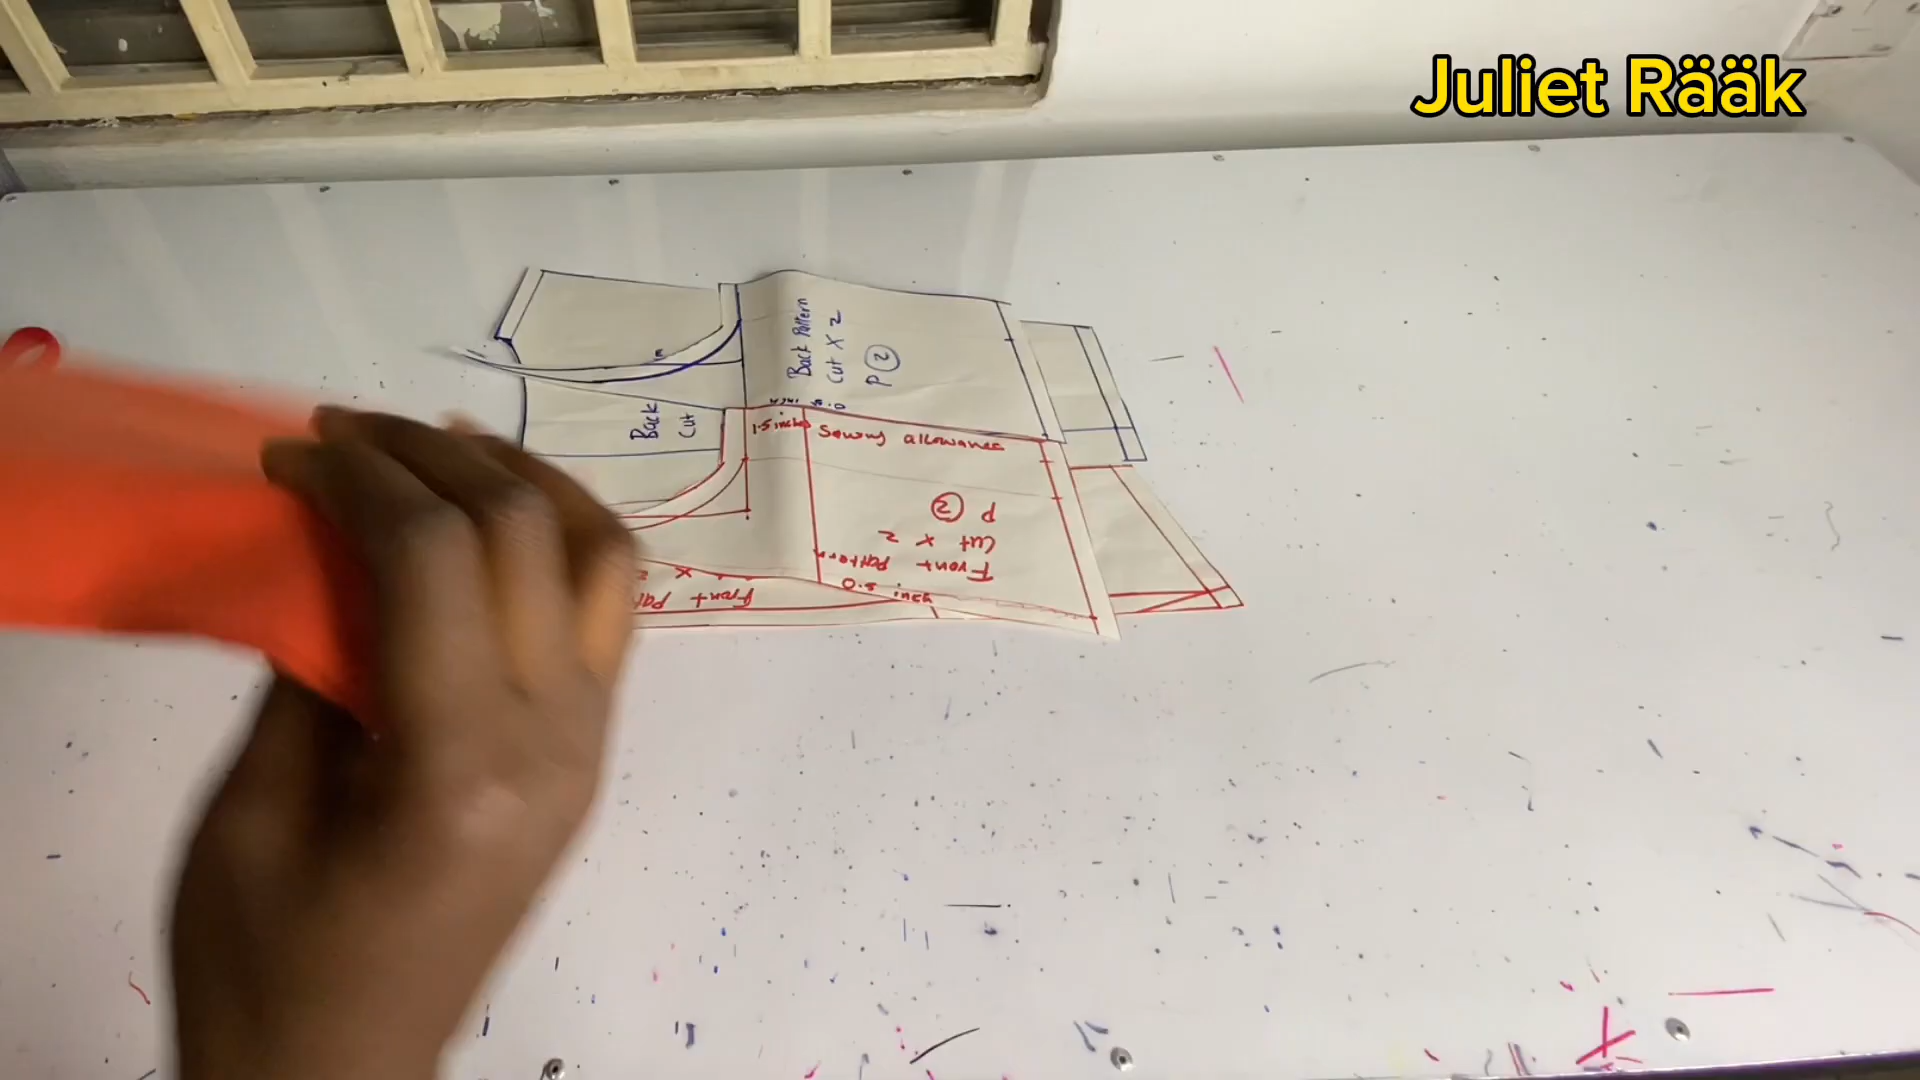 Juliet Rääk
Back Pattern
Cut X 2
P 2
Back
Cut
1.5 inches
Sewing allowance
P 2
Cut X 2
Front pattern
0.5 inch
Front
X